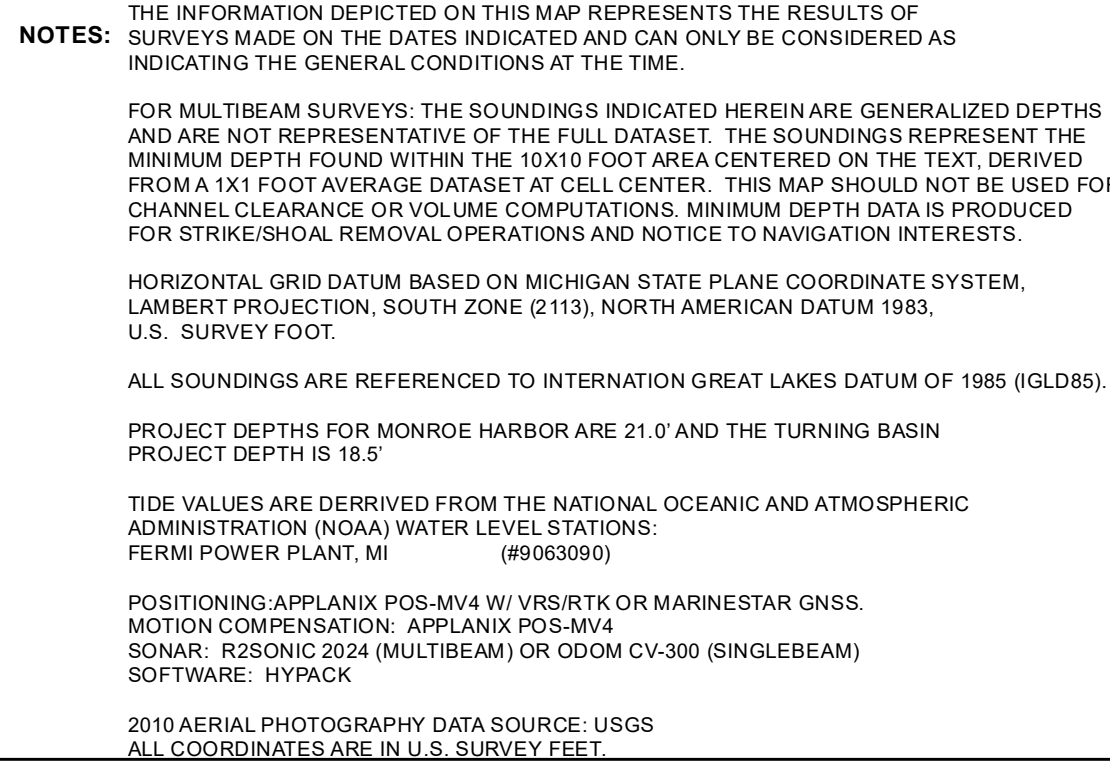 THE INFORMATION DEPICTED ON THIS MAP REPRESENTS THE RESULTS OF
NOTES: SURVEYS MADE ON THE DATES INDICATED AND CAN ONLY BE CONSIDERED AS
INDICATING THE GENERAL CONDITIONS AT THE TIME.
FOR MULTIBEAM SURVEYS: THE SOUNDINGS INDICATED HEREIN ARE GENERALIZED DEPTHS
AND ARE NOT REPRESENTATIVE OF THE FULL DATASET. THE SOUNDINGS REPRESENT THE
MINIMUM DEPTH FOUND WITHIN THE 10X10 FOOT AREA CENTERED ON THE TEXT, DERIVED
FROM A 1X1 FOOT AVERAGE DATASET AT CELL CENTER. THIS MAP SHOULD NOT BE USED FOR
CHANNEL CLEARANCE OR VOLUME COMPUTATIONS. MINIMUM DEPTH DATA IS PRODUCED
FOR STRIKE/SHOAL REMOVAL OPERATIONS AND NOTICE TO NAVIGATION INTERESTS.
HORIZONTAL GRID DATUM BASED ON MICHIGAN STATE PLANE COORDINATE SYSTEM,
LAMBERT PROJECTION, SOUTH ZONE (2113), NORTH AMERICAN DATUM 1983,
U.S. SURVEY FOOT.
ALL SOUNDINGS ARE REFERENCED TO INTERNATION GREAT LAKES DATUM OF 1985 (IGLD85).
PROJECT DEPTHS FOR MONROE HARBOR ARE 21.0’ AND THE TURNING BASIN
PROJECT DEPTH IS 18.5’
TIDE VALUES ARE DERRIVED FROM THE NATIONAL OCEANIC AND ATMOSPHERIC
ADMINISTRATION (NOAA) WATER LEVEL STATIONS:
FERMI POWER PLANT, MI (#9063090)
POSITIONING:APPLANIX POS-MV4 W/ VRS/RTK OR MARINESTAR GNSS.
MOTION COMPENSATION: APPLANIX POS-MV4
SONAR: R2SONIC 2024 (MULTIBEAM) OR ODOM CV-300 (SINGLEBEAM)
SOFTWARE: HYPACK
2010 AERIAL PHOTOGRAPHY DATA SOURCE: USGS
ALL COORDINATES ARE IN U.S. SURVEY FEET.